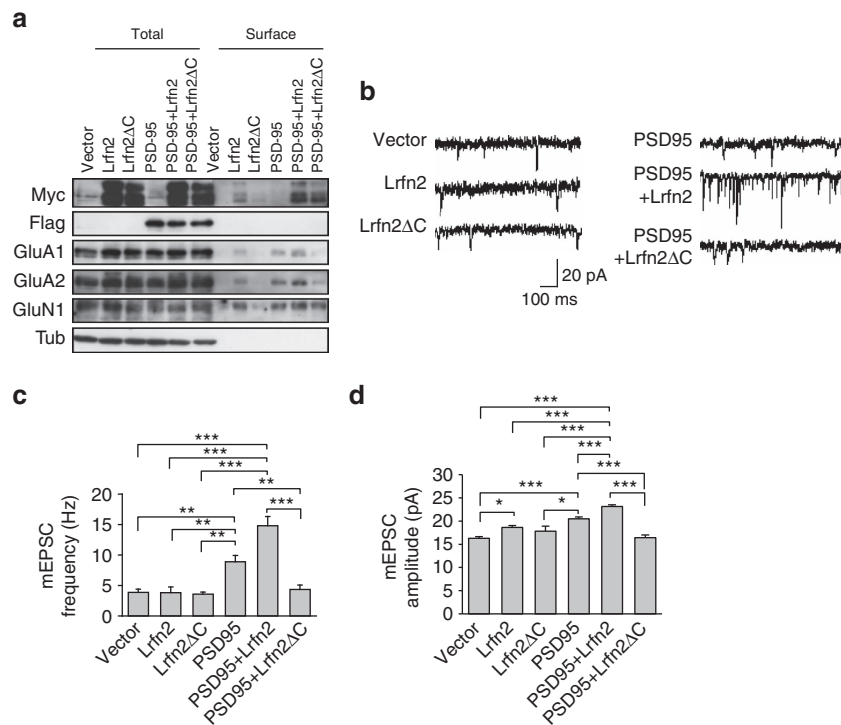 a
Total Surface
Vector Lrfn2 Lrfn2ΔC PSD-95 PSD-95+Lrfn2 PSD-95+Lrfn2ΔC Vector Lrfn2 Lrfn2ΔC PSD-95 PSD-95+Lrfn2 PSD-95+Lrfn2ΔC
Myc
Flag
GluA1
GluA2
GluN1
Tub
b
Vector
Lrfn2
Lrfn2ΔC
PSD95
PSD95
+Lrfn2
PSD95
+Lrfn2ΔC
20 pA
100 ms
c
***
***
***
**
**
***
**
**
mEPSC
frequency (Hz)
20
15
10
5
0
Vector Lrfn2 Lrfn2ΔC PSD95 PSD95+Lrfn2 PSD95+Lrfn2ΔC
d
***
***
***
***
***
***
***
*
*
mEPSC
amplitude (pA)
30
25
20
15
10
5
0
Vector Lrfn2 Lrfn2ΔC PSD95 PSD95+Lrfn2 PSD95+Lrfn2ΔC